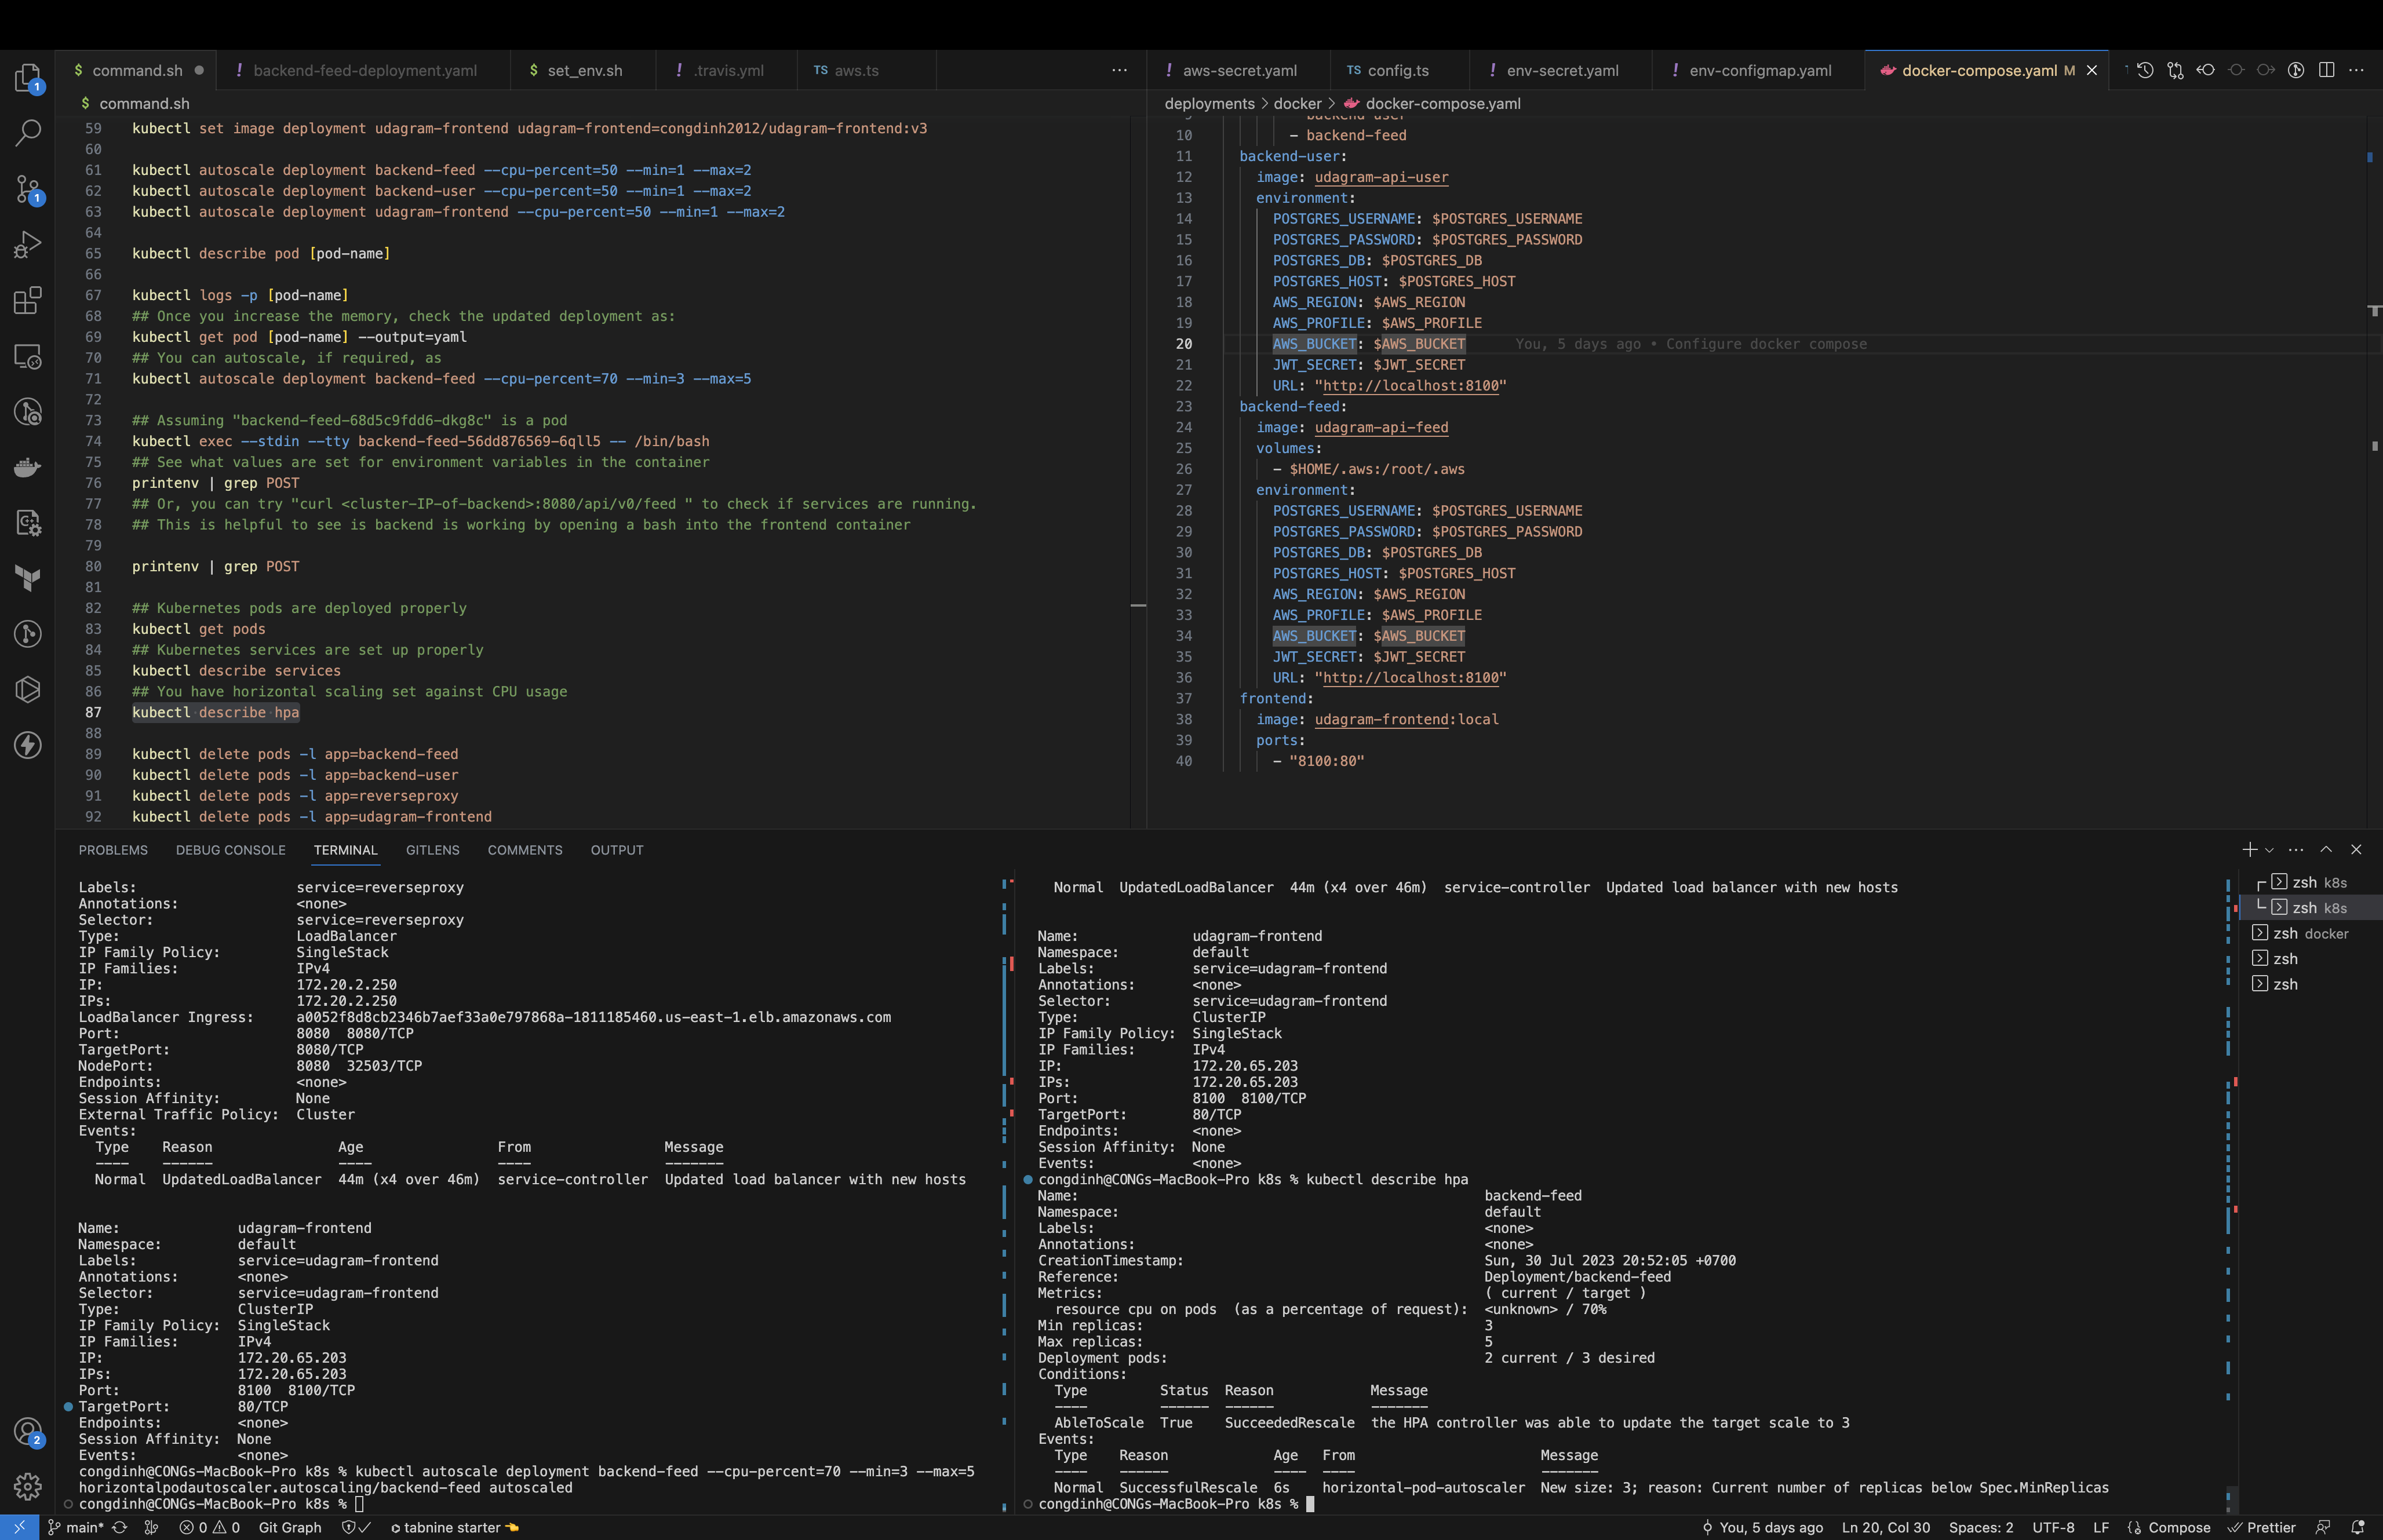 $ command.sh ●
! backend-feed-deployment.yaml
$ set_env.sh
! .travis.yml
TS aws.ts
···
! aws-secret.yaml
TS config.ts
! env-secret.yaml
! env-configmap.yaml
docker-compose.yaml M
$ command.sh
59 kubectl set image deployment udagram-frontend udagram-frontend=congdinh2012/udagram-frontend:v3
60
61 kubectl autoscale deployment backend-feed --cpu-percent=50 --min=1 --max=2
62 kubectl autoscale deployment backend-user --cpu-percent=50 --min=1 --max=2
63 kubectl autoscale deployment udagram-frontend --cpu-percent=50 --min=1 --max=2
64
65 kubectl describe pod [pod-name]
66
67 kubectl logs -p [pod-name]
68 ## Once you increase the memory, check the updated deployment as:
69 kubectl get pod [pod-name] --output=yaml
70 ## You can autoscale, if required, as
71 kubectl autoscale deployment backend-feed --cpu-percent=70 --min=3 --max=5
72
73 ## Assuming "backend-feed-68d5c9fdd6-dkg8c" is a pod
74 kubectl exec --stdin --tty backend-feed-56dd876569-6qll5 -- /bin/bash
75 ## See what values are set for environment variables in the container
76 printenv | grep POST
77 ## Or, you can try "curl <cluster-IP-of-backend>:8080/api/v0/feed " to check if services are running.
78 ## This is helpful to see is backend is working by opening a bash into the frontend container
79
80 printenv | grep POST
81
82 ## Kubernetes pods are deployed properly
83 kubectl get pods
84 ## Kubernetes services are set up properly
85 kubectl describe services
86 ## You have horizontal scaling set against CPU usage
87 kubectl describe hpa
88
89 kubectl delete pods -l app=backend-feed
90 kubectl delete pods -l app=backend-user
91 kubectl delete pods -l app=reverseproxy
92 kubectl delete pods -l app=udagram-frontend
deployments > docker > docker-compose.yaml
9 - backend-user
10 - backend-feed
11 backend-user:
12 image: udagram-api-user
13 environment:
14 POSTGRES_USERNAME: $POSTGRES_USERNAME
15 POSTGRES_PASSWORD: $POSTGRES_PASSWORD
16 POSTGRES_DB: $POSTGRES_DB
17 POSTGRES_HOST: $POSTGRES_HOST
18 AWS_REGION: $AWS_REGION
19 AWS_PROFILE: $AWS_PROFILE
20 AWS_BUCKET: $AWS_BUCKET You, 5 days ago • Configure docker compose
21 JWT_SECRET: $JWT_SECRET
22 URL: "http://localhost:8100"
23 backend-feed:
24 image: udagram-api-feed
25 volumes:
26 - $HOME/.aws:/root/.aws
27 environment:
28 POSTGRES_USERNAME: $POSTGRES_USERNAME
29 POSTGRES_PASSWORD: $POSTGRES_PASSWORD
30 POSTGRES_DB: $POSTGRES_DB
31 POSTGRES_HOST: $POSTGRES_HOST
32 AWS_REGION: $AWS_REGION
33 AWS_PROFILE: $AWS_PROFILE
34 AWS_BUCKET: $AWS_BUCKET
35 JWT_SECRET: $JWT_SECRET
36 URL: "http://localhost:8100"
37 frontend:
38 image: udagram-frontend:local
39 ports:
40 - "8100:80"
PROBLEMS DEBUG CONSOLE TERMINAL GITLENS COMMENTS OUTPUT
Labels: service=reverseproxy
Annotations: <none>
Selector: service=reverseproxy
Type: LoadBalancer
IP Family Policy: SingleStack
IP Families: IPv4
IP: 172.20.2.250
IPs: 172.20.2.250
LoadBalancer Ingress: a0052f8d8cb2346b7aef33a0e797868a-1811185460.us-east-1.elb.amazonaws.com
Port: 8080 8080/TCP
TargetPort: 8080/TCP
NodePort: 8080 32503/TCP
Endpoints: <none>
Session Affinity: None
External Traffic Policy: Cluster
Events:
Type Reason Age From Message
---- ------ ---- ---- -------
Normal UpdatedLoadBalancer 44m (x4 over 46m) service-controller Updated load balancer with new hosts
Name: udagram-frontend
Namespace: default
Labels: service=udagram-frontend
Annotations: <none>
Selector: service=udagram-frontend
Type: ClusterIP
IP Family Policy: SingleStack
IP Families: IPv4
IP: 172.20.65.203
IPs: 172.20.65.203
Port: 8100 8100/TCP
TargetPort: 80/TCP
Endpoints: <none>
Session Affinity: None
Events: <none>
congdinh@CONGs-MacBook-Pro k8s % kubectl autoscale deployment backend-feed --cpu-percent=70 --min=3 --max=5
horizontalpodautoscaler.autoscaling/backend-feed autoscaled
congdinh@CONGs-MacBook-Pro k8s %
Normal UpdatedLoadBalancer 44m (x4 over 46m) service-controller Updated load balancer with new hosts
Name: udagram-frontend
Namespace: default
Labels: service=udagram-frontend
Annotations: <none>
Selector: service=udagram-frontend
Type: ClusterIP
IP Family Policy: SingleStack
IP Families: IPv4
IP: 172.20.65.203
IPs: 172.20.65.203
Port: 8100 8100/TCP
TargetPort: 80/TCP
Endpoints: <none>
Session Affinity: None
Events: <none>
congdinh@CONGs-MacBook-Pro k8s % kubectl describe hpa
Name: backend-feed
Namespace: default
Labels: <none>
Annotations: <none>
CreationTimestamp: Sun, 30 Jul 2023 20:52:05 +0700
Reference: Deployment/backend-feed
Metrics: ( current / target )
resource cpu on pods (as a percentage of request): <unknown> / 70%
Min replicas: 3
Max replicas: 5
Deployment pods: 2 current / 3 desired
Conditions:
Type Status Reason Message
---- ------ ------ -------
AbleToScale True SucceededRescale the HPA controller was able to update the target scale to 3
Events:
Type Reason Age From Message
---- ------ ---- ---- -------
Normal SuccessfulRescale 6s horizontal-pod-autoscaler New size: 3; reason: Current number of replicas below Spec.MinReplicas
congdinh@CONGs-MacBook-Pro k8s %
zsh k8s
zsh k8s
zsh docker
zsh
zsh
1
1
2
main* 0 0 Git Graph tabnine starter
You, 5 days ago Ln 20, Col 30 Spaces: 2 UTF-8 LF Compose Prettier